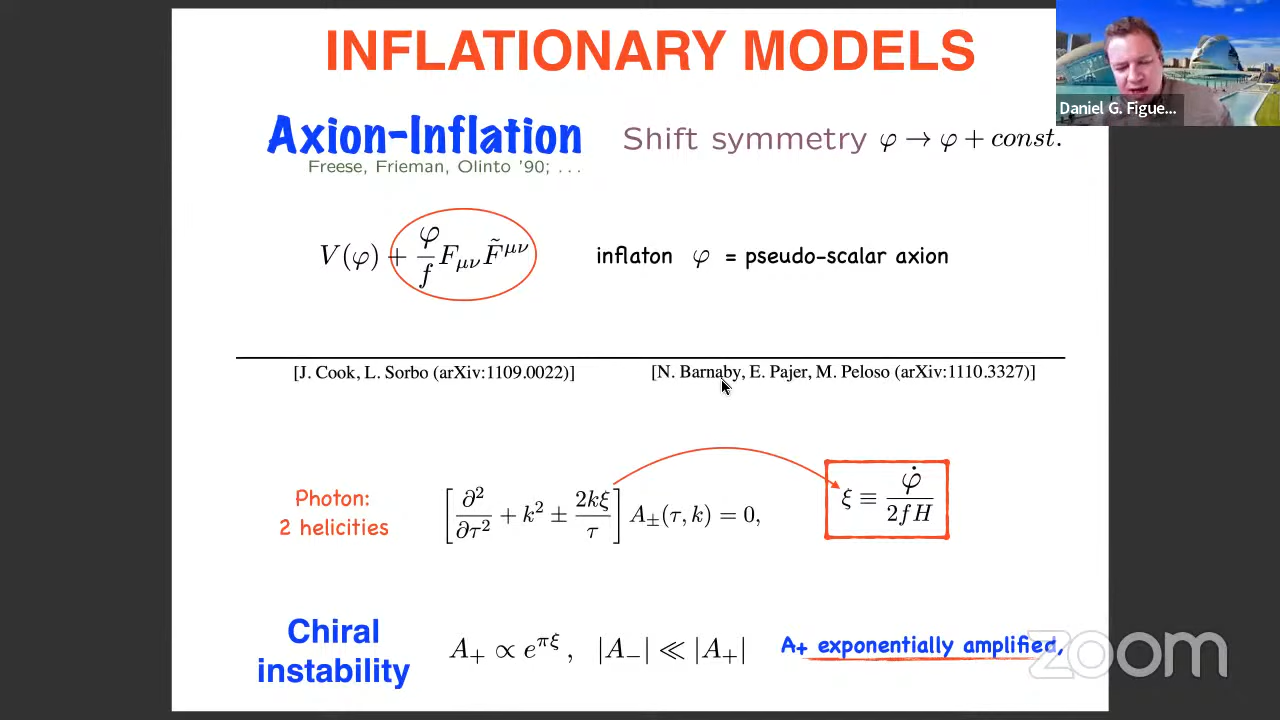 INFLATIONARY MODELS
Daniel G. Figue...
Axion-Inflation
Shift symmetry φ → φ + const.
Freese, Frieman, Olinto '90; ...
V(φ) + φ/f F_μν F̃^μν
inflaton φ = pseudo-scalar axion
[J. Cook, L. Sorbo (arXiv:1109.0022)]
[N. Barnaby, E. Pajer, M. Peloso (arXiv:1110.3327)]
Photon:
2 helicities
[∂²/∂τ² + k² ± 2kξ/τ] A±(τ, k) = 0,
ξ ≡ φ̇/2fH
Chiral
instability
A₊ ∝ e^πξ , |A₋| ≪ |A₊|
A+ exponentially amplified,
zoom